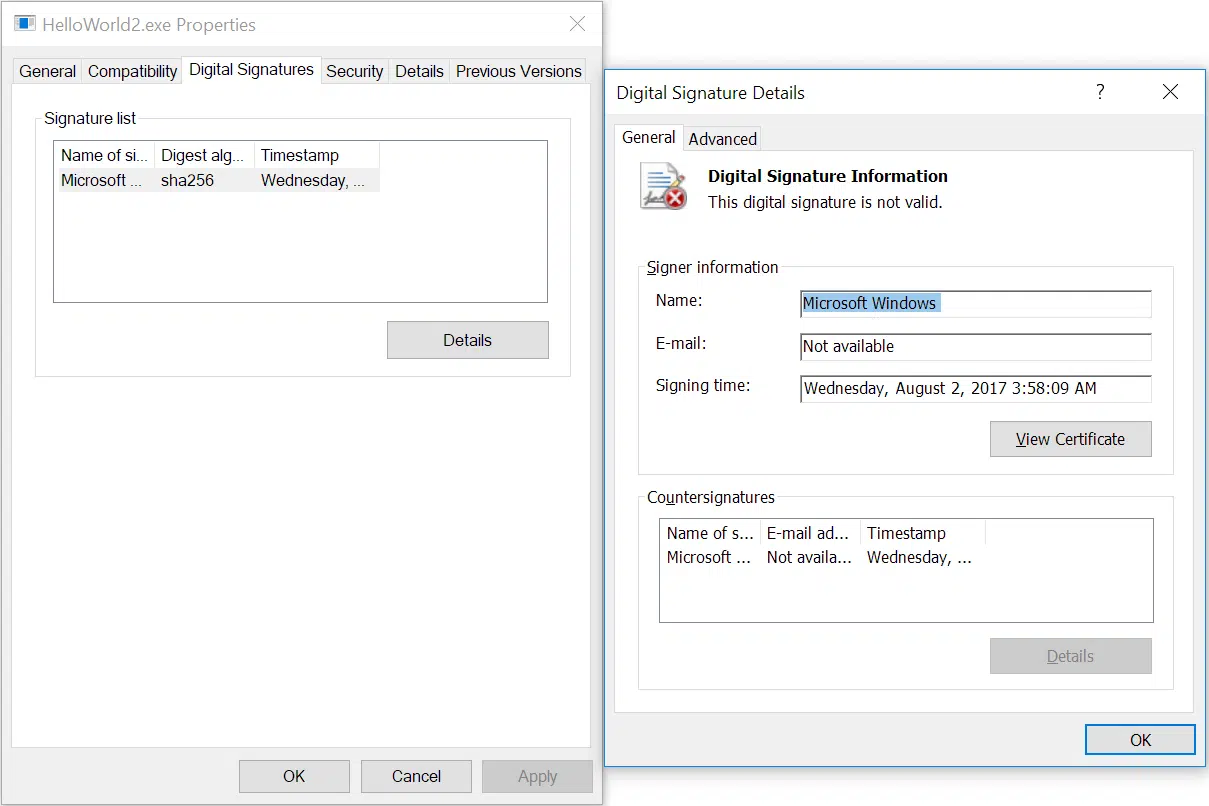 HelloWorld2.exe Properties
General Compatibility Digital Signatures Security Details Previous Versions
Signature list
Name of si... Digest alg... Timestamp
Microsoft ... sha256 Wednesday, ...
Details
OK Cancel Apply
Digital Signature Details ?
General Advanced
Digital Signature Information
This digital signature is not valid.
Signer information
Name: Microsoft Windows
E-mail: Not available
Signing time: Wednesday, August 2, 2017 3:58:09 AM
View Certificate
Countersignatures
Name of s... E-mail ad... Timestamp
Microsoft ... Not availa... Wednesday, ...
Details
OK